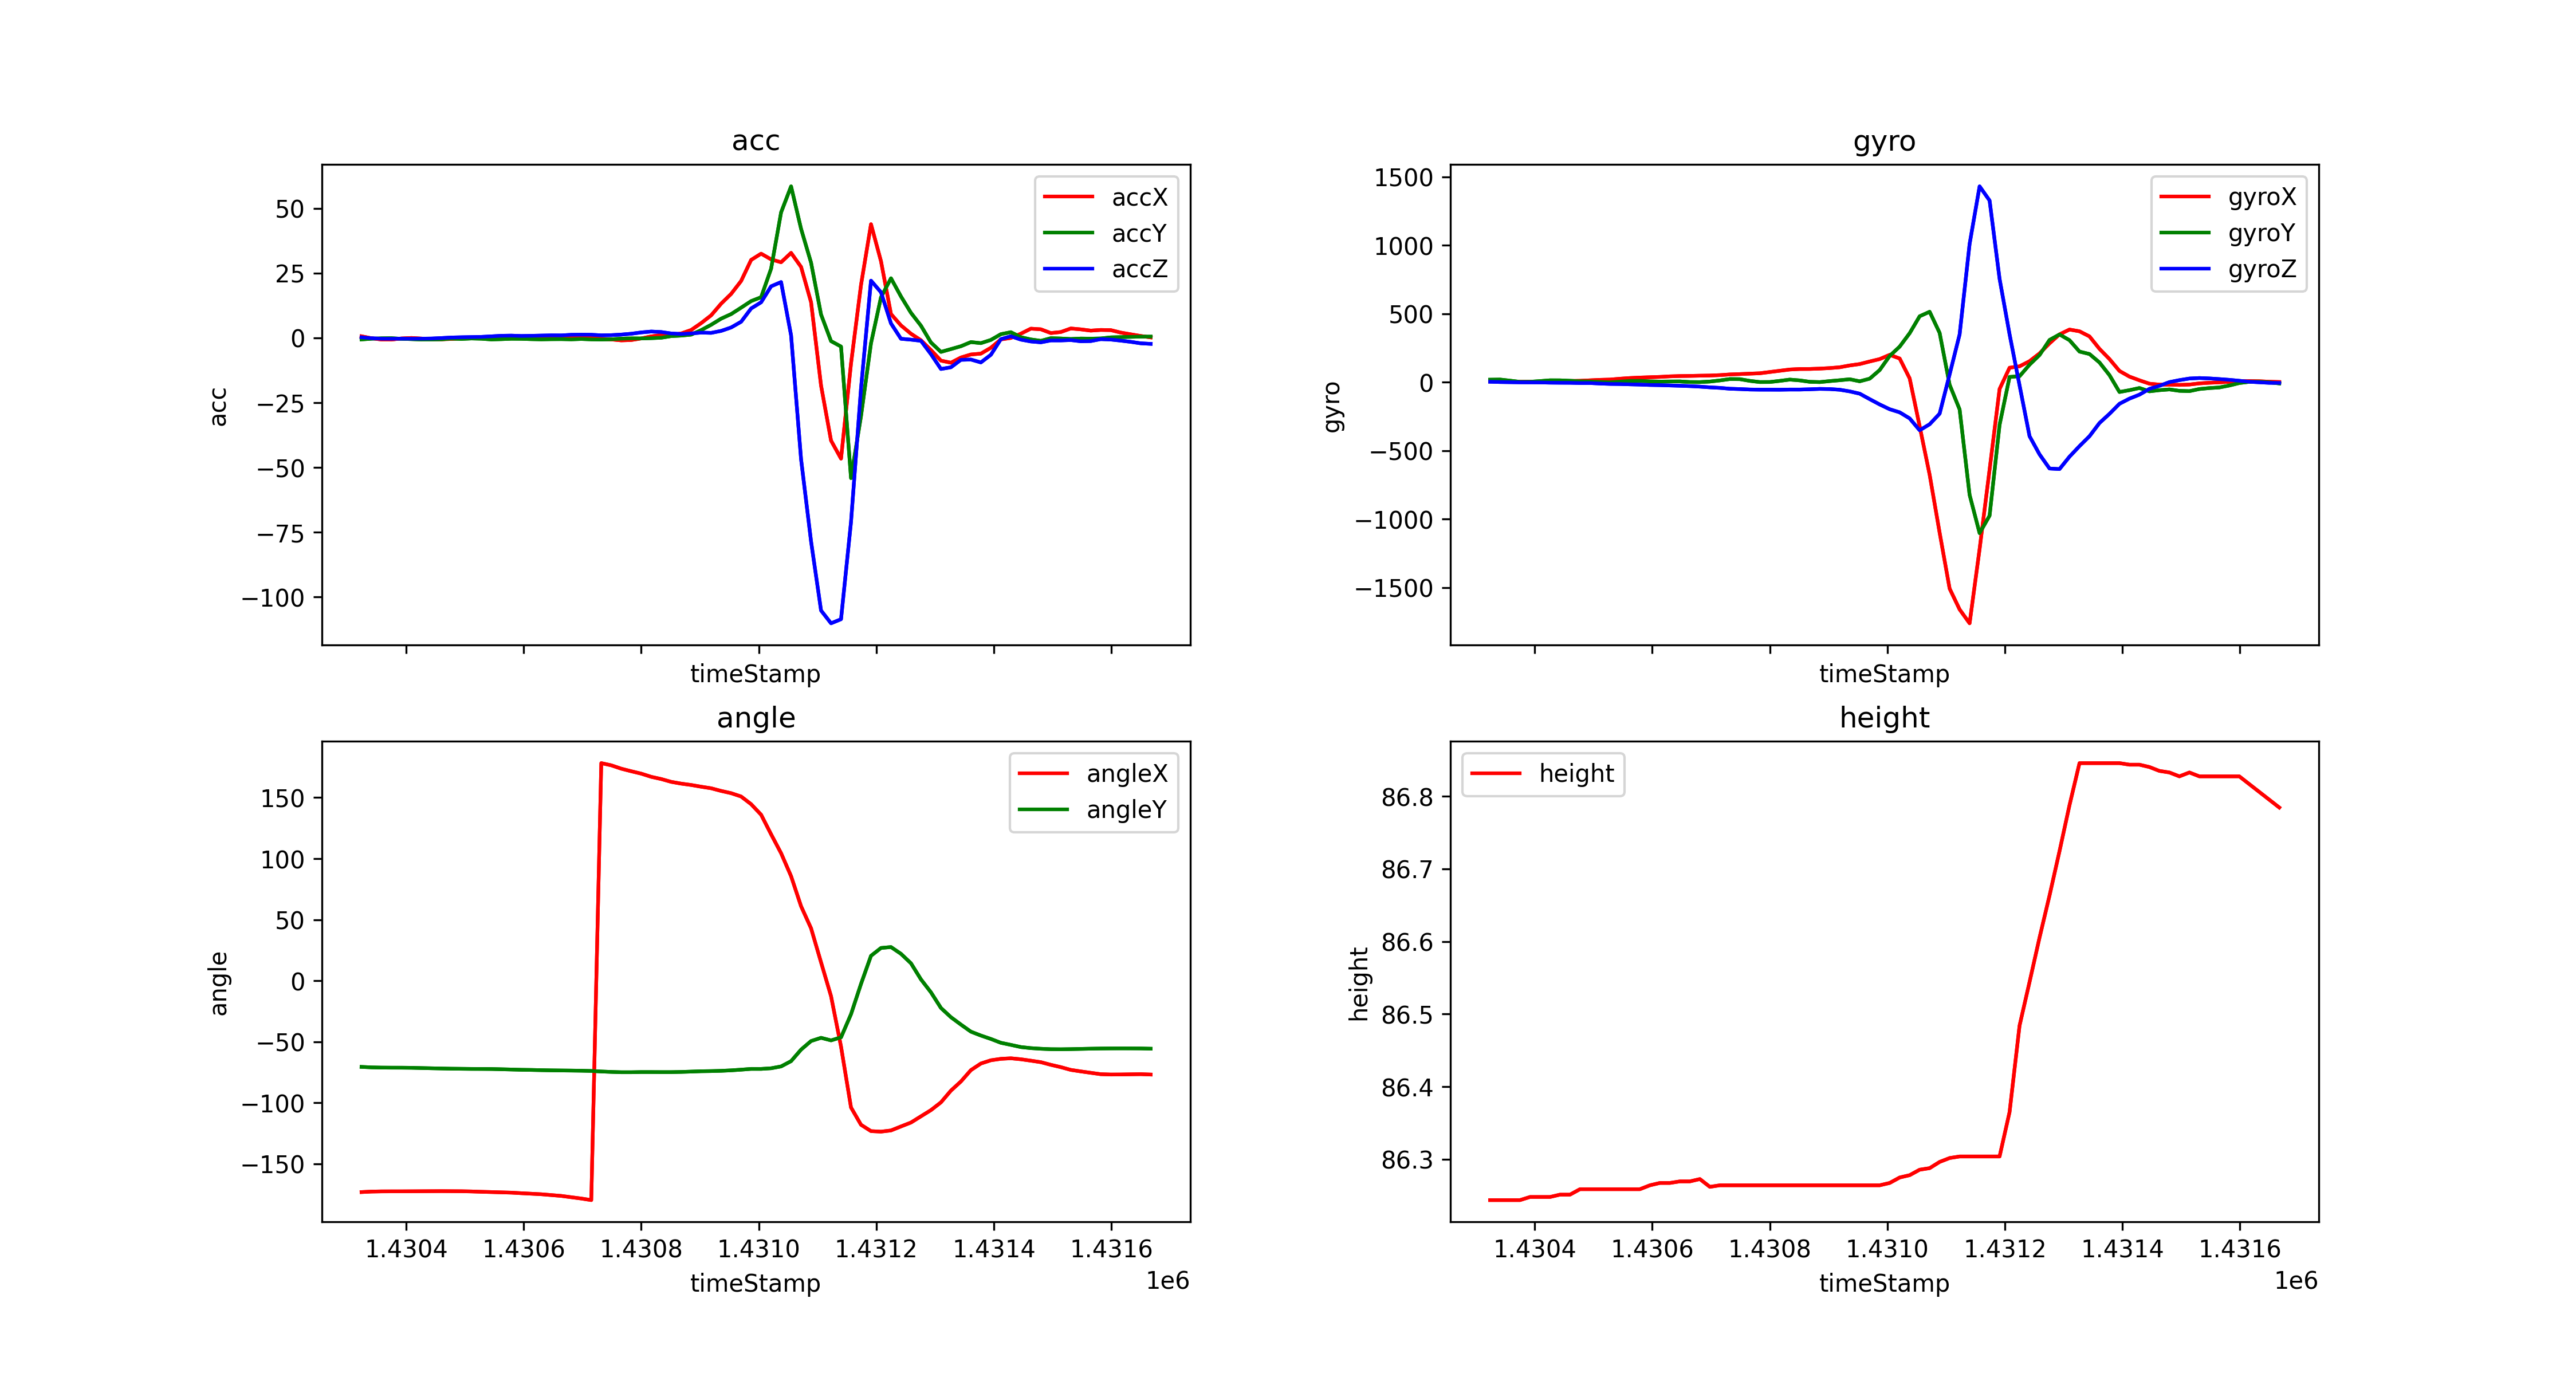 acc
50
25
0
−25
−50
−75
−100
acc
accX
accY
accZ
timeStamp
gyro
1500
1000
500
0
−500
−1000
−1500
gyro
gyroX
gyroY
gyroZ
timeStamp
angle
150
100
50
0
−50
−100
−150
angle
angleX
angleY
1.4304 1.4306 1.4308 1.4310 1.4312 1.4314 1.4316
timeStamp
1e6
height
86.8
86.7
86.6
86.5
86.4
86.3
height
height
1.4304 1.4306 1.4308 1.4310 1.4312 1.4314 1.4316
timeStamp
1e6